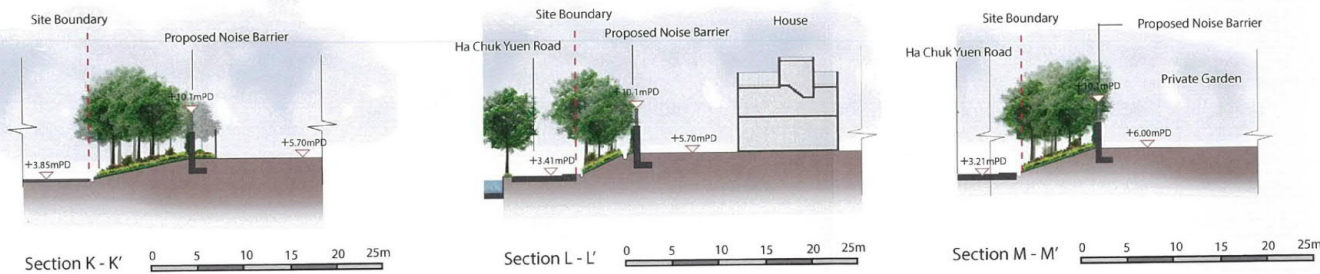 Site Boundary
Proposed Noise Barrier
+10.1mPD
+5.70mPD
+3.85mPD
Section K - K'
0 5 10 15 20 25m
Site Boundary
House
Ha Chuk Yuen Road
Proposed Noise Barrier
+10.1mPD
+5.70mPD
+3.41mPD
Section L - L'
0 5 10 15 20 25m
Site Boundary
Proposed Noise Barrier
Ha Chuk Yuen Road
Private Garden
+10.1mPD
+6.00mPD
+3.21mPD
Section M - M'
0 5 10 15 20 25m